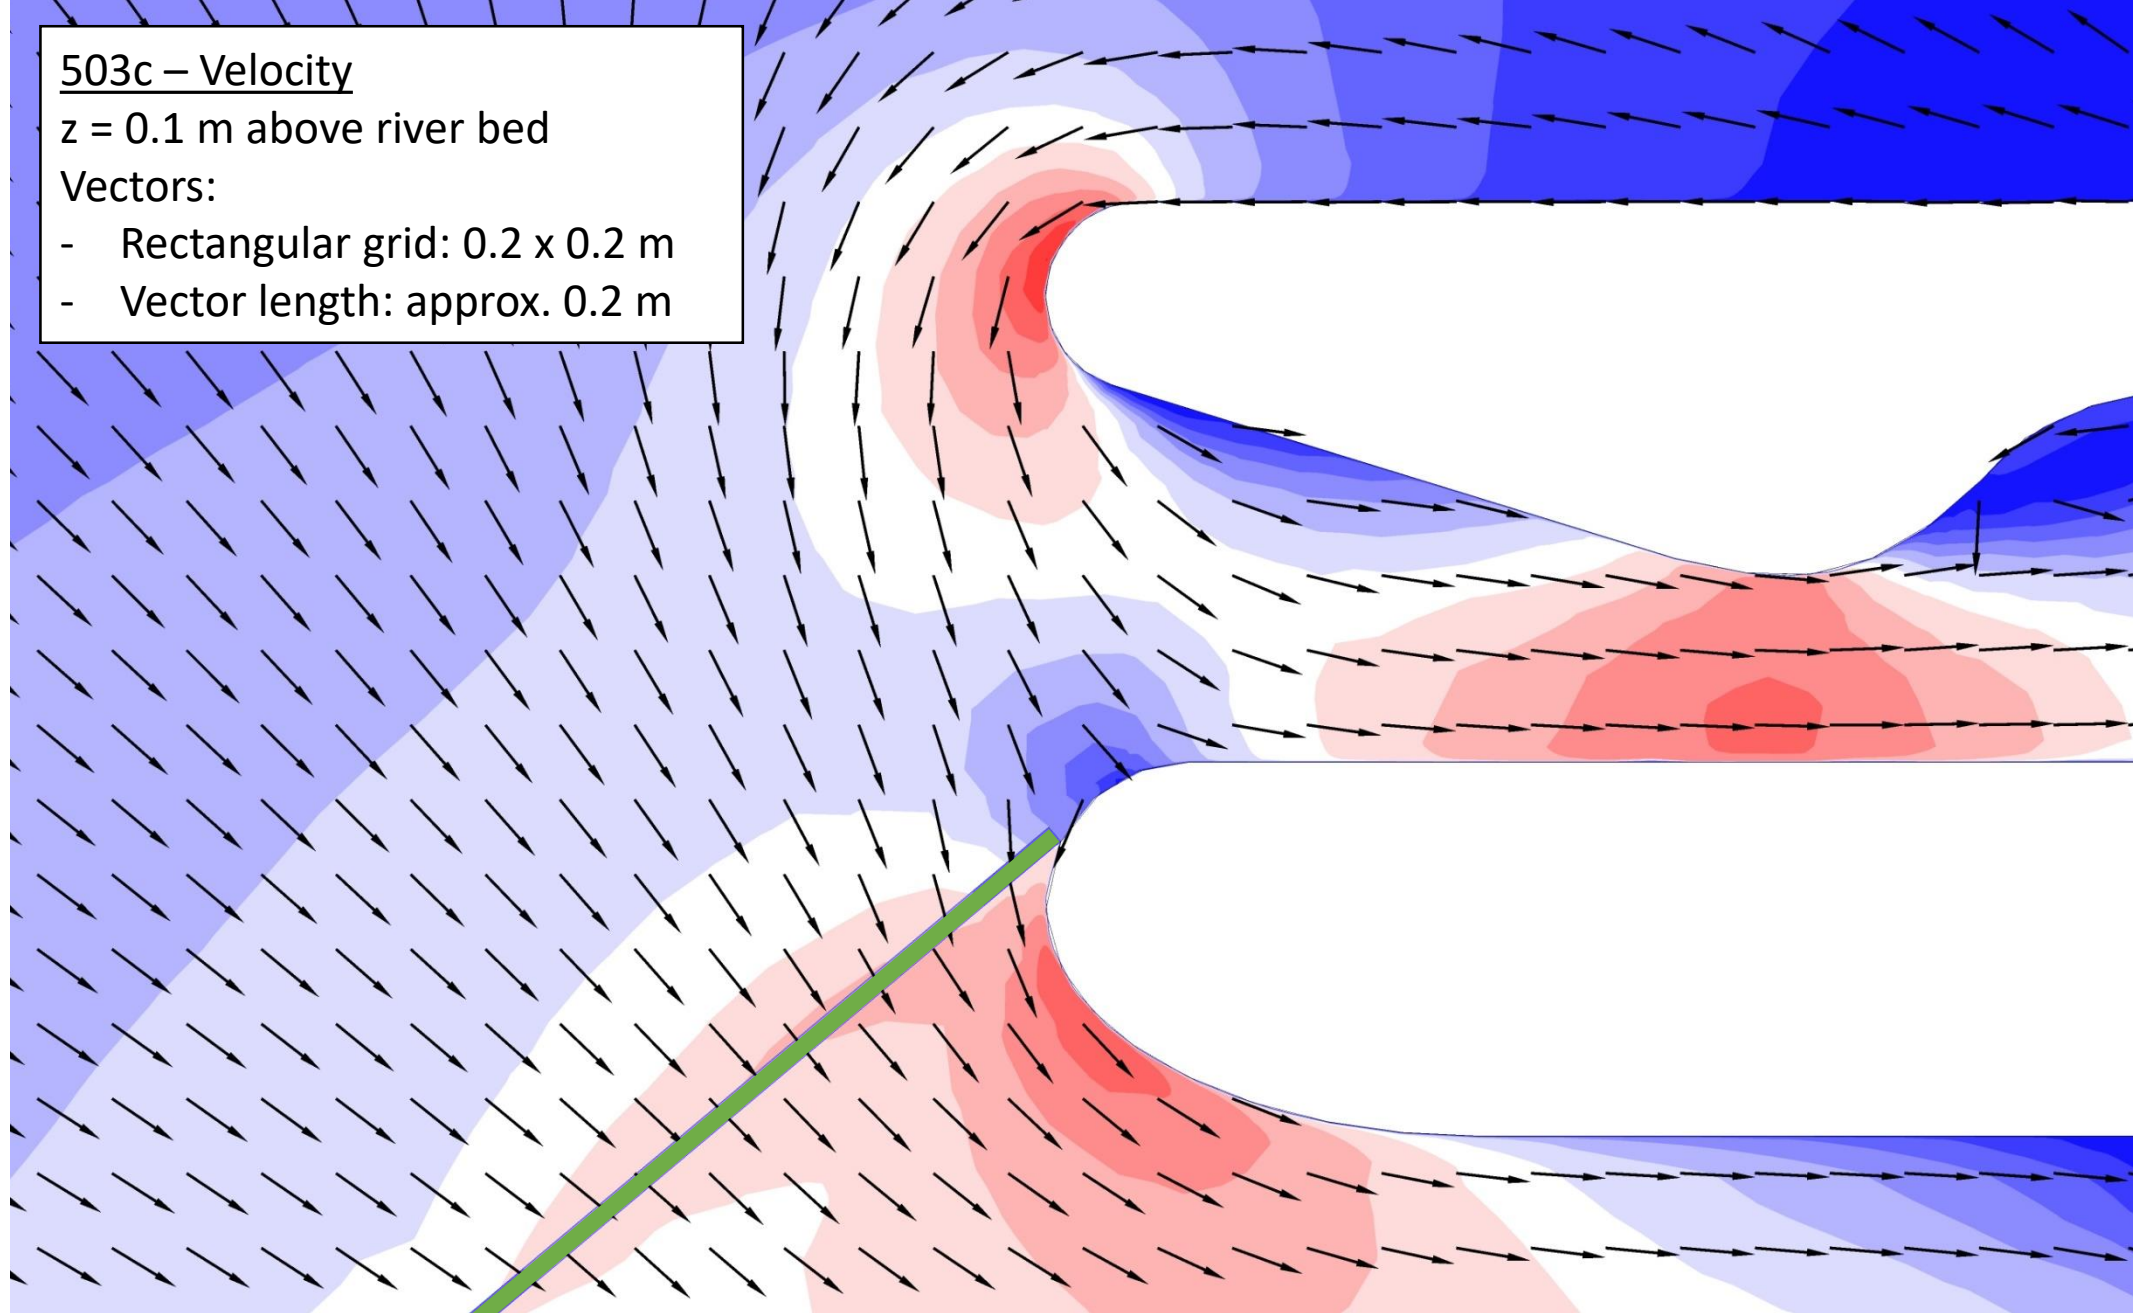 503c – Velocity
z = 0.1 m above river bed
Vectors:
- Rectangular grid: 0.2 x 0.2 m
- Vector length: approx. 0.2 m